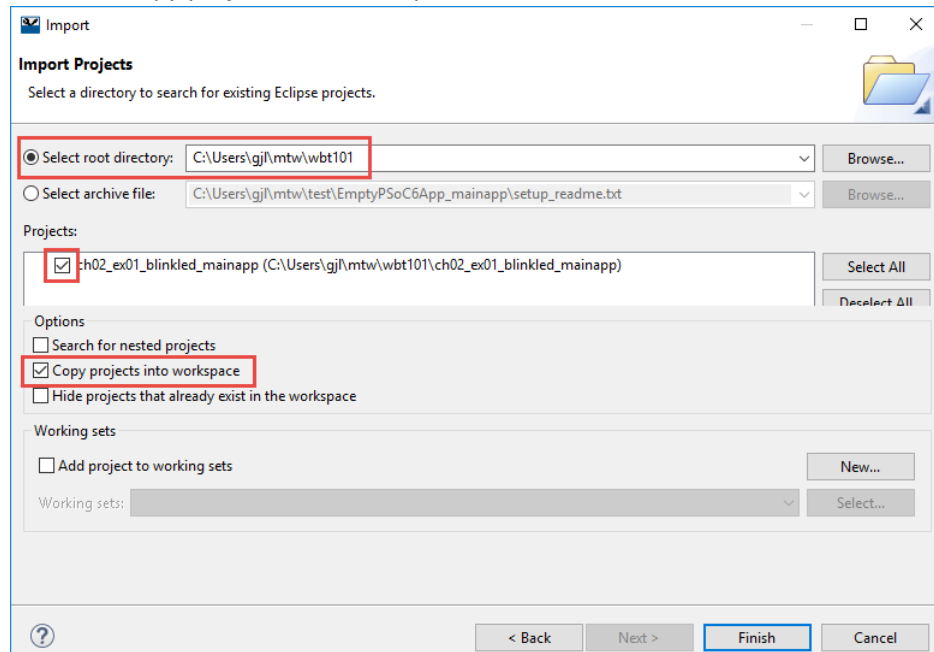 Import
Import Projects
Select a directory to search for existing Eclipse projects.
Select root directory: C:\Users\gjl\mtw\wbt101 Browse...
Select archive file: C:\Users\gjl\mtw\test\EmptyPSoC6App_mainapp\setup_readme.txt Browse...
Projects:
ch02_ex01_blinkled_mainapp (C:\Users\gjl\mtw\wbt101\ch02_ex01_blinkled_mainapp) Select All
Deselect All
Options
Search for nested projects
Copy projects into workspace
Hide projects that already exist in the workspace
Working sets
Add project to working sets New...
Working sets: Select...
? < Back Next > Finish Cancel